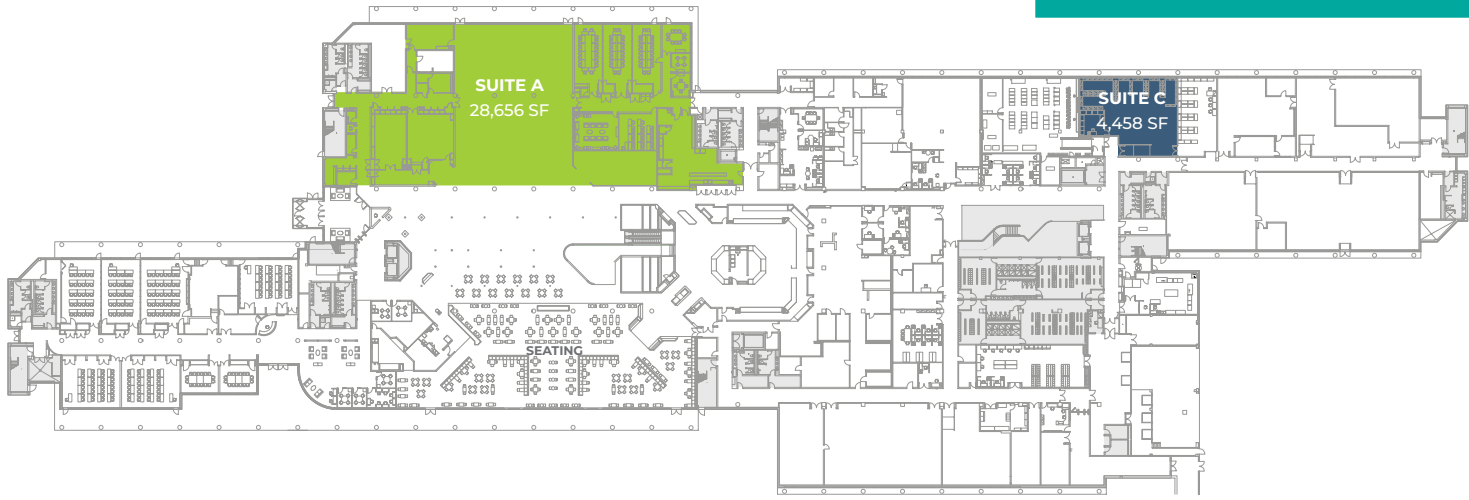 SUITE A
28,656 SF
SUITE C
4,458 SF
SEATING